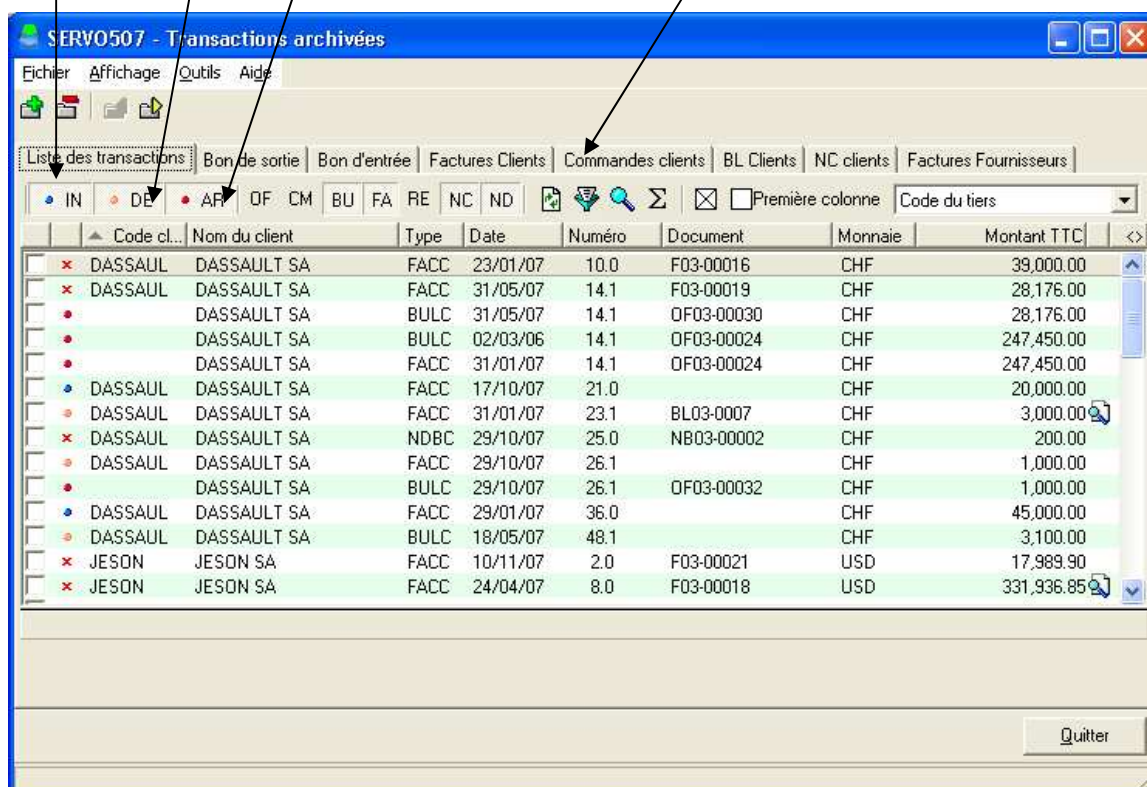 SERVO507 - Transactions archivées
Fichier Affichage Outils Aide
Liste des transactions Bon de sortie Bon d'entrée Factures Clients Commandes clients BL Clients NC clients Factures Fournisseurs
IN DE AR OF CM BU FA RE NC ND Σ Première colonne Code du tiers
Code cl... Nom du client Type Date Numéro Document Monnaie Montant TTC <>
DASSAUL DASSAULT SA FACC 23/01/07 10.0 F03-00016 CHF 39,000.00
DASSAUL DASSAULT SA FACC 31/05/07 14.1 F03-00019 CHF 28,176.00
DASSAULT SA BULC 31/05/07 14.1 OF03-00030 CHF 28,176.00
DASSAULT SA BULC 02/03/06 14.1 OF03-00024 CHF 247,450.00
DASSAULT SA FACC 31/01/07 14.1 OF03-00024 CHF 247,450.00
DASSAUL DASSAULT SA FACC 17/10/07 21.0 CHF 20,000.00
DASSAUL DASSAULT SA FACC 31/01/07 23.1 BL03-0007 CHF 3,000.00
DASSAUL DASSAULT SA NDBC 29/10/07 25.0 NB03-00002 CHF 200.00
DASSAUL DASSAULT SA FACC 29/10/07 26.1 CHF 1,000.00
DASSAULT SA BULC 29/10/07 26.1 OF03-00032 CHF 1,000.00
DASSAUL DASSAULT SA FACC 29/01/07 36.0 CHF 45,000.00
DASSAUL DASSAULT SA BULC 18/05/07 48.1 CHF 3,100.00
JESON JESON SA FACC 10/11/07 2.0 F03-00021 USD 17,989.90
JESON JESON SA FACC 24/04/07 8.0 F03-00018 USD 331,936.85
Quitter